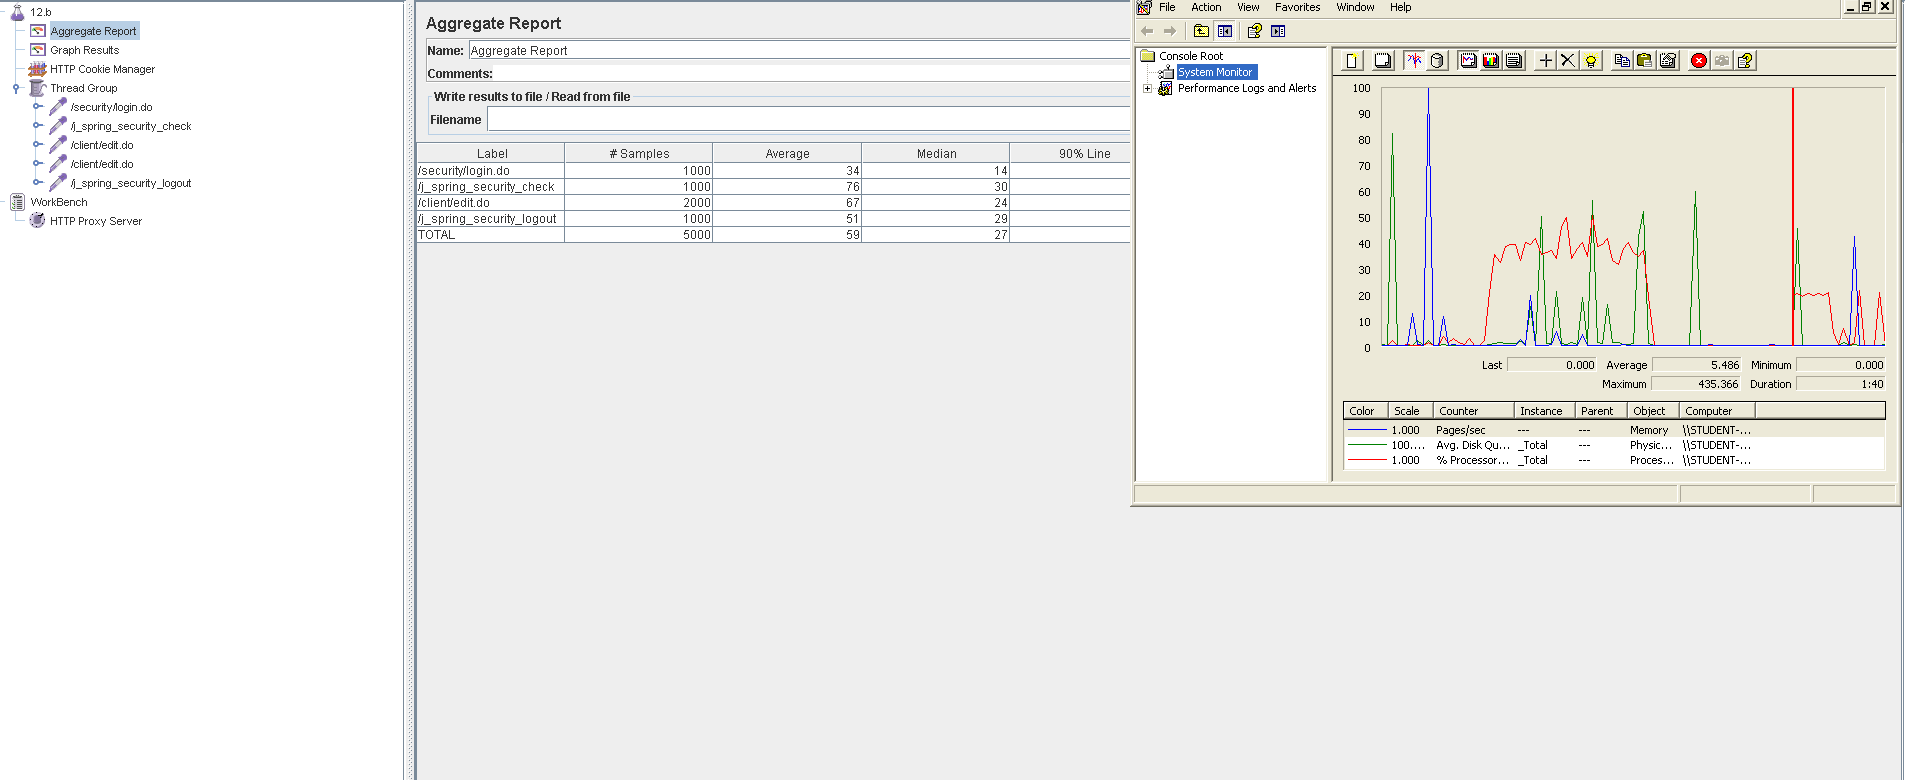 12.b
Aggregate Report
Graph Results
HTTP Cookie Manager
Thread Group
/security/login.do
/j_spring_security_check
/client/edit.do
/client/edit.do
/j_spring_security_logout
WorkBench
HTTP Proxy Server
Aggregate Report
Name: Aggregate Report
Comments:
Write results to file / Read from file
Filename
Label # Samples Average Median 90% Line
/security/login.do 1000 34 14
/j_spring_security_check 1000 76 30
/client/edit.do 2000 67 24
/j_spring_security_logout 1000 51 29
TOTAL 5000 59 27
File Action View Favorites Window Help
Console Root
System Monitor
Performance Logs and Alerts
100
90
80
70
60
50
40
30
20
10
0
Last 0.000 Average 5.486 Minimum 0.000
Maximum 435.366 Duration 1:40
Color Scale Counter Instance Parent Object Computer
1.000 Pages/sec --- --- Memory \\STUDENT-...
100.... Avg. Disk Qu... _Total --- Physic... \\STUDENT-...
1.000 % Processor... _Total --- Proces... \\STUDENT-...